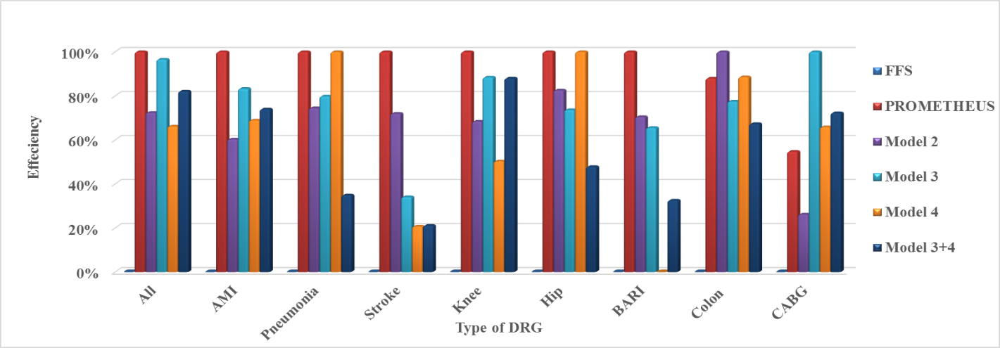 100%
80%
60%
40%
20%
0%
Effeciency
All
AMI
Pneumonia
Stroke
Knee
Hip
BARI
Colon
CABG
Type of DRG
FFS
PROMETHEUS
Model 2
Model 3
Model 4
Model 3+4